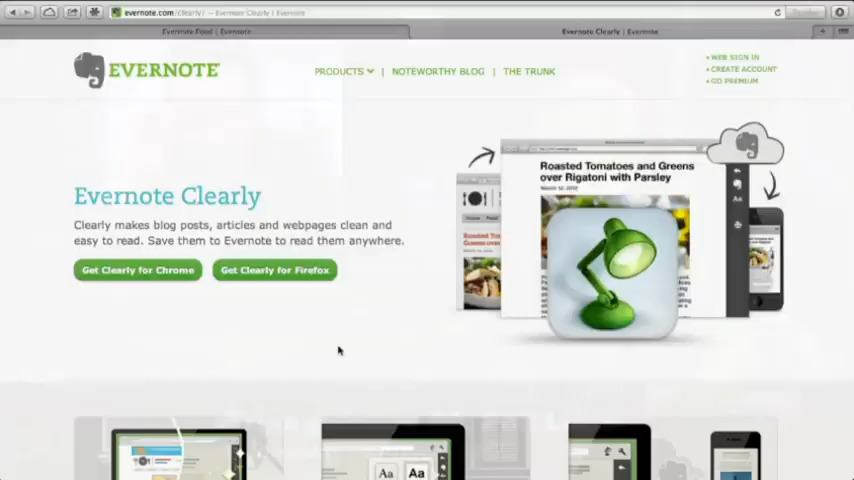 evernote.com/clearly/ — Evernote Clearly | Evernote
Evernote Food | Evernote
Evernote Clearly | Evernote
EVERNOTE
PRODUCTS | NOTEWORTHY BLOG | THE TRUNK
• WEB SIGN IN
• CREATE ACCOUNT
• GO PREMIUM
Evernote Clearly
Clearly makes blog posts, articles and webpages clean and
easy to read. Save them to Evernote to read them anywhere.
Get Clearly for Chrome
Get Clearly for Firefox
Roasted Tomatoes and Greens
over Rigatoni with Parsley
Aa
Aa Aa